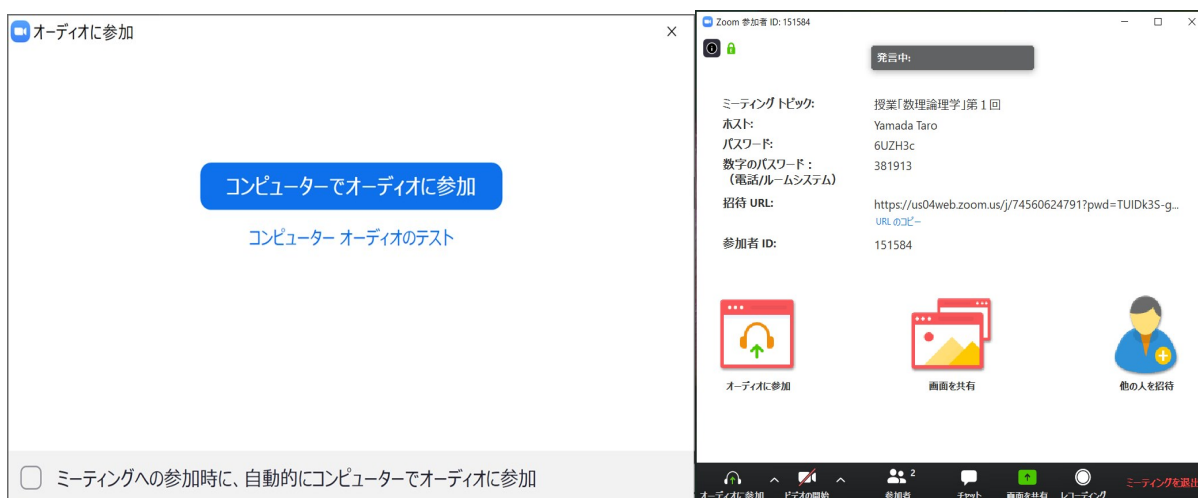 オーディオに参加
コンピューターでオーディオに参加
コンピューター オーディオのテスト
ミーティングへの参加時に、自動的にコンピューターでオーディオに参加
Zoom 参加者 ID: 151584
発言中:
ミーティング トピック: 授業「数理論理学」第１回
ホスト: Yamada Taro
パスワード: 6UZH3c
数字のパスワード： 381913
（電話/ルームシステム）
招待 URL: https://us04web.zoom.us/j/74560624791?pwd=TUIDk3S-g...
URL のコピー
参加者 ID: 151584
オーディオに参加 画面を共有 他の人を招待
2
オーディオに参加 ビデオの開始 参加者 チャット 画面を共有 レコーディング ミーティングを退出